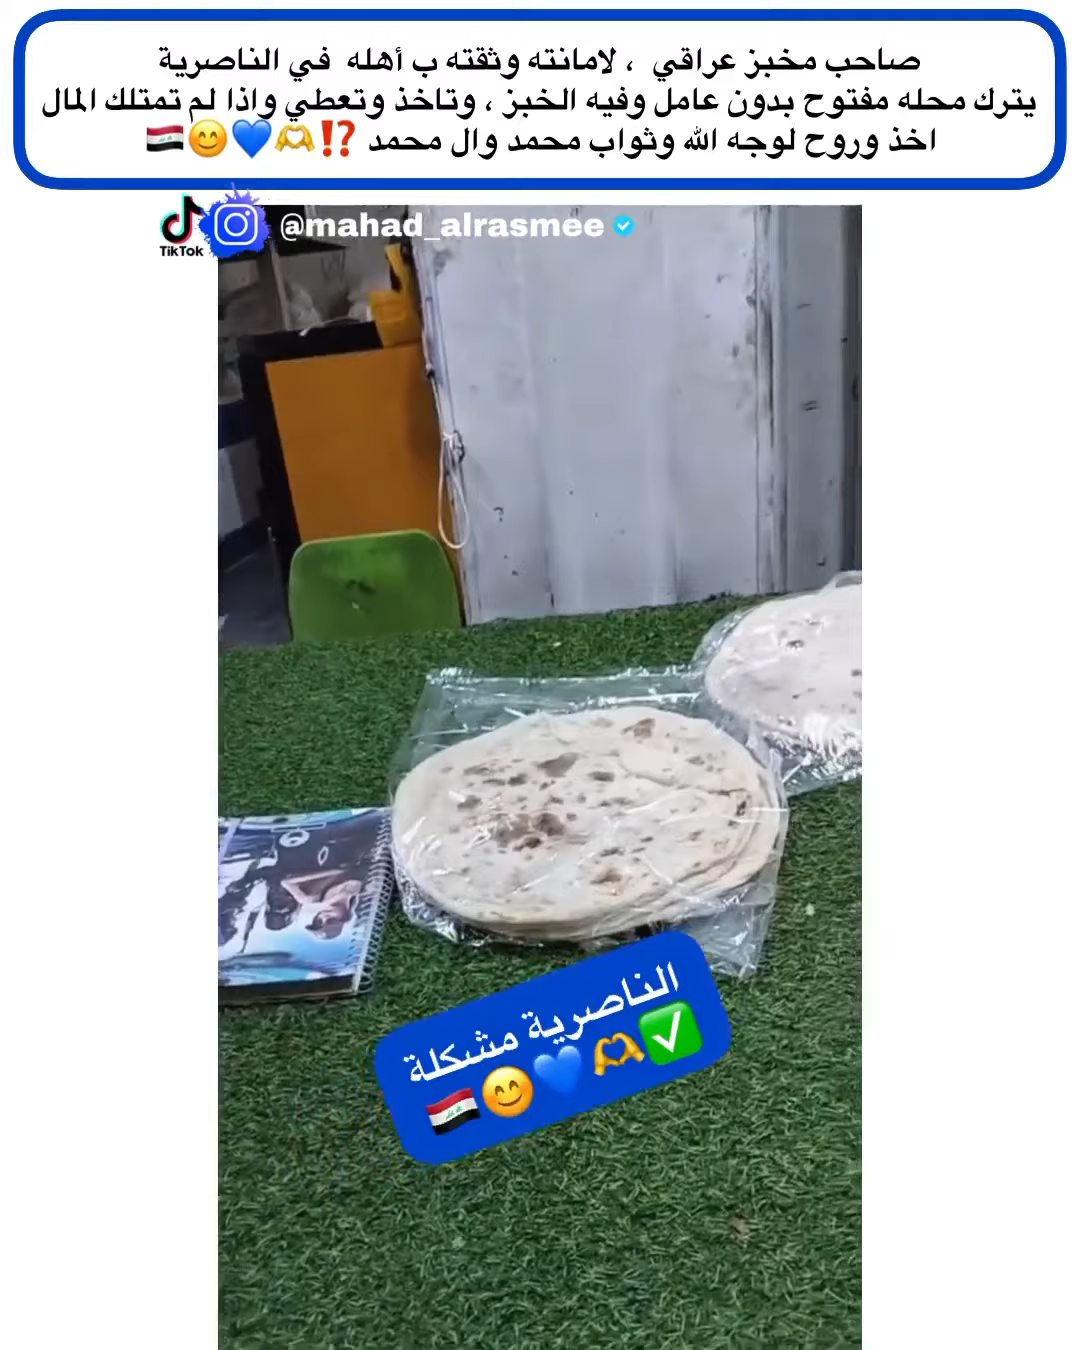 صاحب مخبز عراقي ، لامانته وثقته ب أهله في الناصرية
يترك محله مفتوح بدون عامل وفيه الخبز ، وتاخذ وتعطي واذا لم تمتلك المال
اخذ وروح لوجه الله وثواب محمد وال محمد ⁉️🫶💙😊🇮🇶
TikTok
@mahad_alrasmee
الناصرية مشكلة
✅🫶💙😊🇮🇶